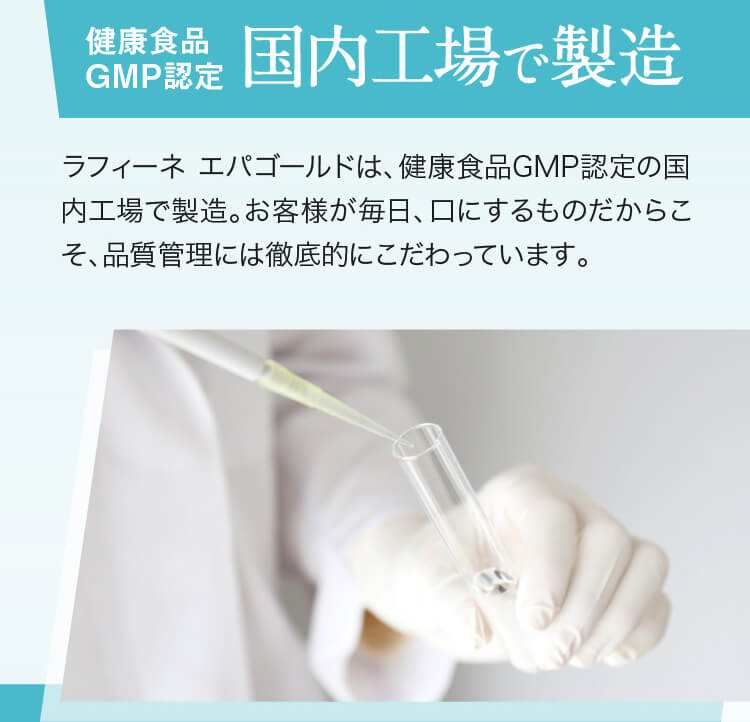 健康食品
GMP認定
国内工場で製造
ラフィーネ エパゴールドは、健康食品GMP認定の国
内工場で製造。お客様が毎日、口にするものだからこ
そ、品質管理には徹底的にこだわっています。